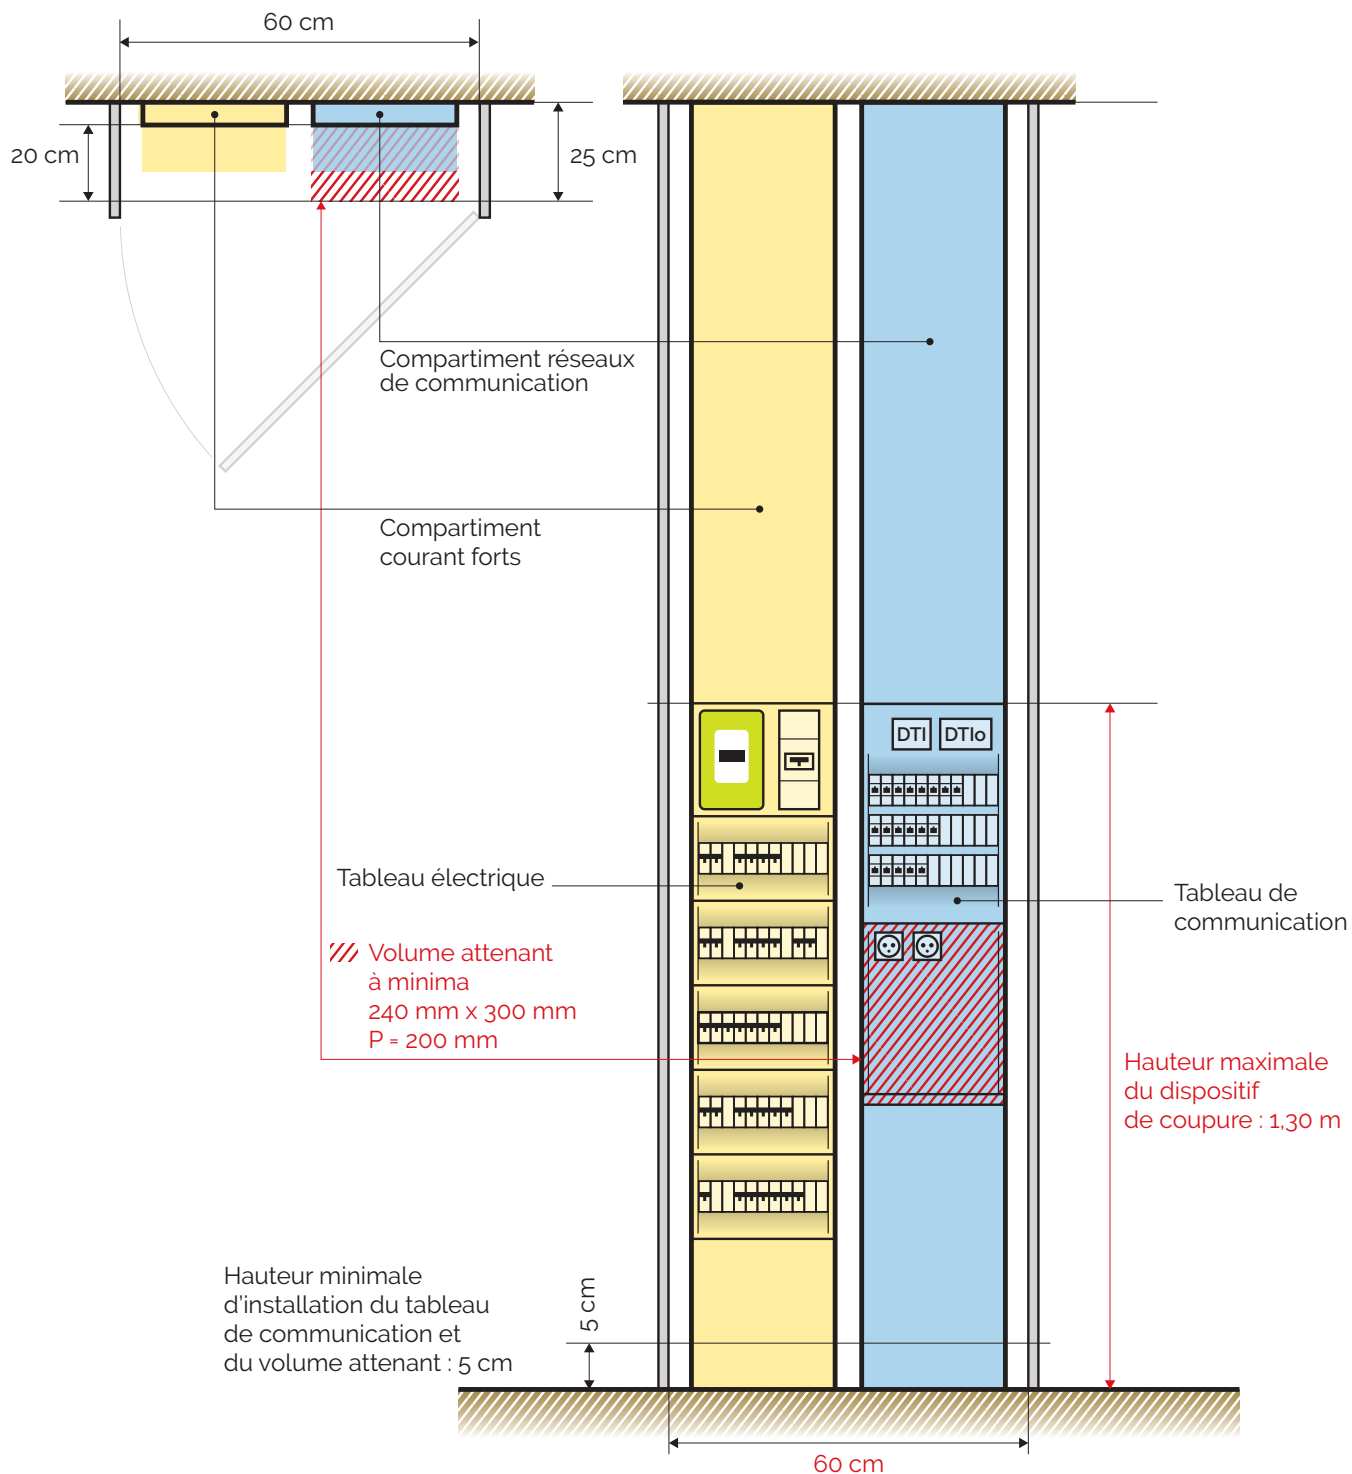 60 cm
20 cm
25 cm
Compartiment réseaux
de communication
Compartiment
courant forts
DTI
DTIo
Tableau électrique
Tableau de
communication
Volume attenant
à minima
240 mm x 300 mm
P = 200 mm
Hauteur maximale
du dispositif
de coupure : 1,30 m
Hauteur minimale
d'installation du tableau
de communication et
du volume attenant : 5 cm
5 cm
60 cm